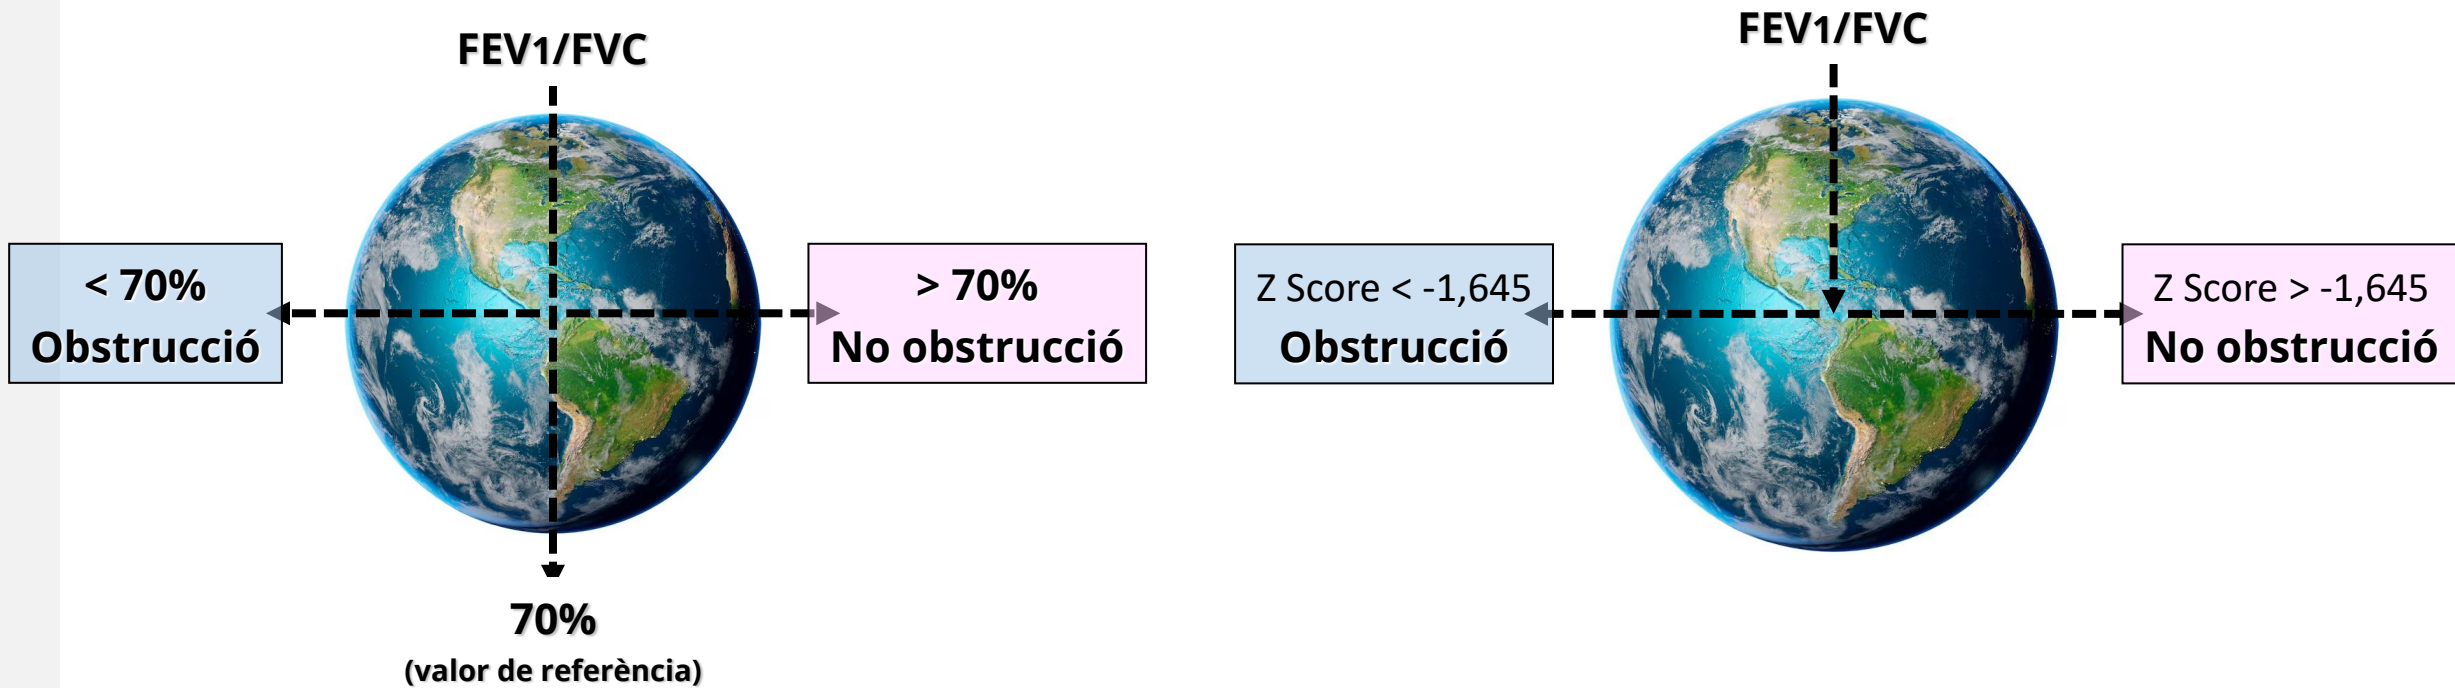 FEV1/FVC
< 70%
Obstrucció
> 70%
No obstrucció
70%
(valor de referència)
FEV1/FVC
Z Score < -1,645
Obstrucció
Z Score > -1,645
No obstrucció